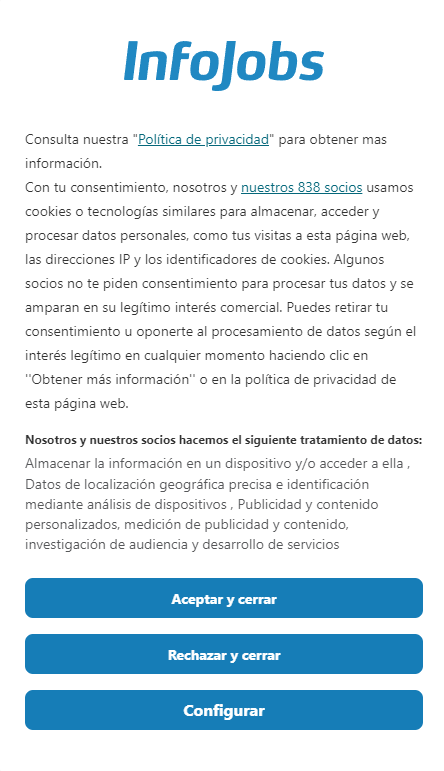 InfoJobs
Consulta nuestra "Política de privacidad" para obtener mas
información.
Con tu consentimiento, nosotros y nuestros 838 socios usamos
cookies o tecnologías similares para almacenar, acceder y
procesar datos personales, como tus visitas a esta página web,
las direcciones IP y los identificadores de cookies. Algunos
socios no te piden consentimiento para procesar tus datos y se
amparan en su legítimo interés comercial. Puedes retirar tu
consentimiento u oponerte al procesamiento de datos según el
interés legítimo en cualquier momento haciendo clic en
''Obtener más información'' o en la política de privacidad de
esta página web.
Nosotros y nuestros socios hacemos el siguiente tratamiento de datos:
Almacenar la información en un dispositivo y/o acceder a ella ,
Datos de localización geográfica precisa e identificación
mediante análisis de dispositivos , Publicidad y contenido
personalizados, medición de publicidad y contenido,
investigación de audiencia y desarrollo de servicios
Aceptar y cerrar
Rechazar y cerrar
Configurar